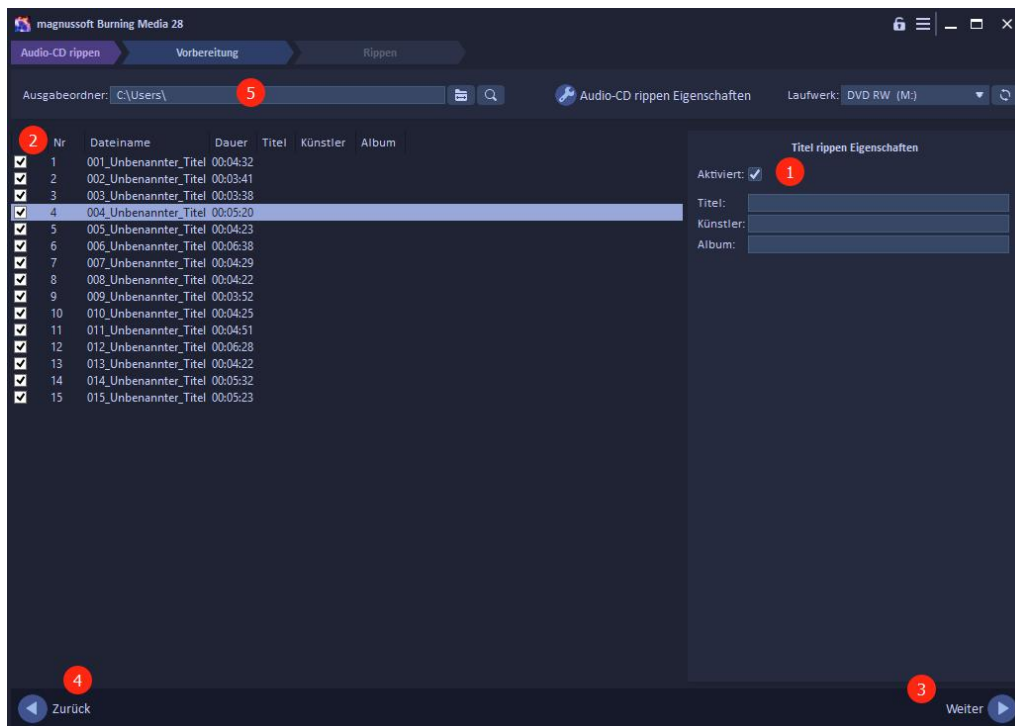 magnussoft Burning Media 28
Audio-CD rippen Vorbereitung Rippen
Ausgabeordner: C:\Users\ 5 Audio-CD rippen Eigenschaften Laufwerk: DVD RW (M:)
2 Nr Dateiname Dauer Titel Künstler Album
1 001_Unbenannter_Titel 00:04:32
2 002_Unbenannter_Titel 00:03:41
3 003_Unbenannter_Titel 00:03:38
4 004_Unbenannter_Titel 00:05:20
5 005_Unbenannter_Titel 00:04:23
6 006_Unbenannter_Titel 00:06:38
7 007_Unbenannter_Titel 00:04:29
8 008_Unbenannter_Titel 00:04:22
9 009_Unbenannter_Titel 00:03:52
10 010_Unbenannter_Titel 00:04:25
11 011_Unbenannter_Titel 00:04:51
12 012_Unbenannter_Titel 00:06:28
13 013_Unbenannter_Titel 00:04:22
14 014_Unbenannter_Titel 00:05:32
15 015_Unbenannter_Titel 00:05:23
Titel rippen Eigenschaften
Aktiviert: 1
Titel:
Künstler:
Album:
4
Zurück
3
Weiter